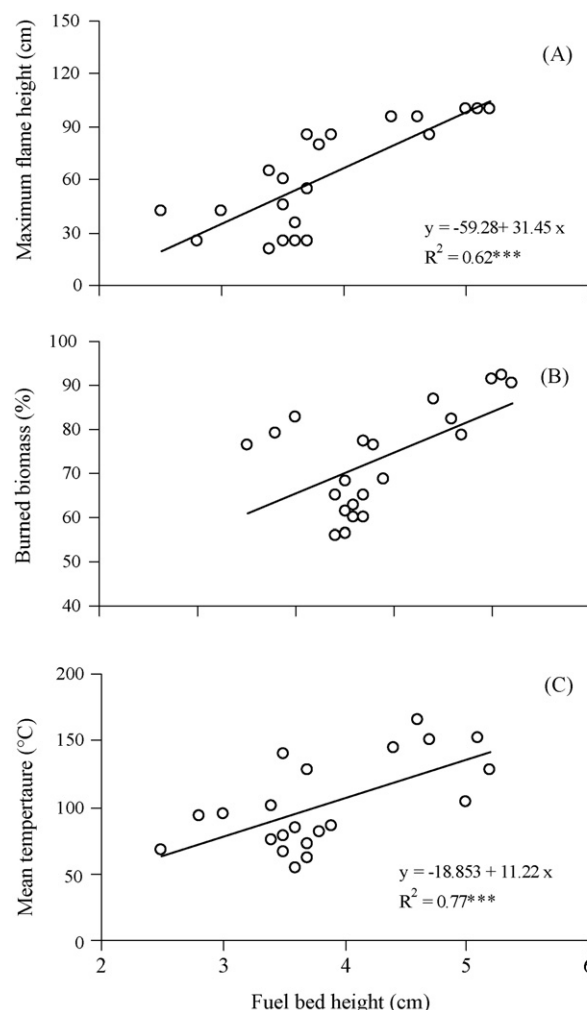 150
120
90
60
30
0
Maximum flame height (cm)
(A)
y = -59.28+ 31.45 x
R² = 0.62***
100
90
80
70
60
50
40
Burned biomass (%)
(B)
200
150
100
50
0
Mean tempertaure (°C)
(C)
y = -18.853 + 11.22 x
R² = 0.77***
2 3 4 5 6
Fuel bed height (cm)